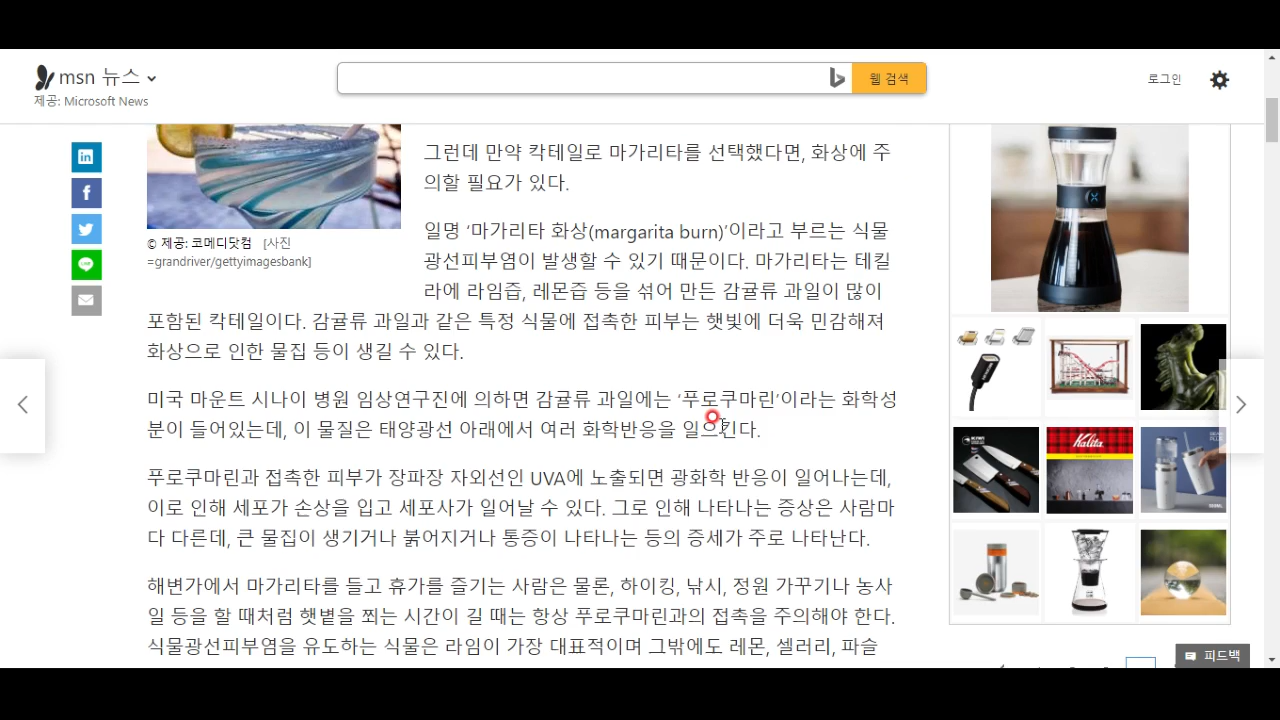 msn 뉴스
제공: Microsoft News
웹 검색
로그인
© 제공: 코메디닷컴 [사진
=grandriver/gettyimagesbank]
그런데 만약 칵테일로 마가리타를 선택했다면, 화상에 주
의할 필요가 있다.
일명 ‘마가리타 화상(margarita burn)’이라고 부르는 식물
광선피부염이 발생할 수 있기 때문이다. 마가리타는 테킬
라에 라임즙, 레몬즙 등을 섞어 만든 감귤류 과일이 많이
포함된 칵테일이다. 감귤류 과일과 같은 특정 식물에 접촉한 피부는 햇빛에 더욱 민감해져
화상으로 인한 물집 등이 생길 수 있다.
미국 마운트 시나이 병원 임상연구진에 의하면 감귤류 과일에는 ‘푸로쿠마린’이라는 화학성
분이 들어있는데, 이 물질은 태양광선 아래에서 여러 화학반응을 일으킨다.
푸로쿠마린과 접촉한 피부가 장파장 자외선인 UVA에 노출되면 광화학 반응이 일어나는데,
이로 인해 세포가 손상을 입고 세포사가 일어날 수 있다. 그로 인해 나타나는 증상은 사람마
다 다른데, 큰 물집이 생기거나 붉어지거나 통증이 나타나는 등의 증세가 주로 나타난다.
해변가에서 마가리타를 들고 휴가를 즐기는 사람은 물론, 하이킹, 낚시, 정원 가꾸기나 농사
일 등을 할 때처럼 햇볕을 쬐는 시간이 길 때는 항상 푸로쿠마린과의 접촉을 주의해야 한다.
식물광선피부염을 유도하는 식물은 라임이 가장 대표적이며 그밖에도 레몬, 셀러리, 파슬
Kalita
피드백